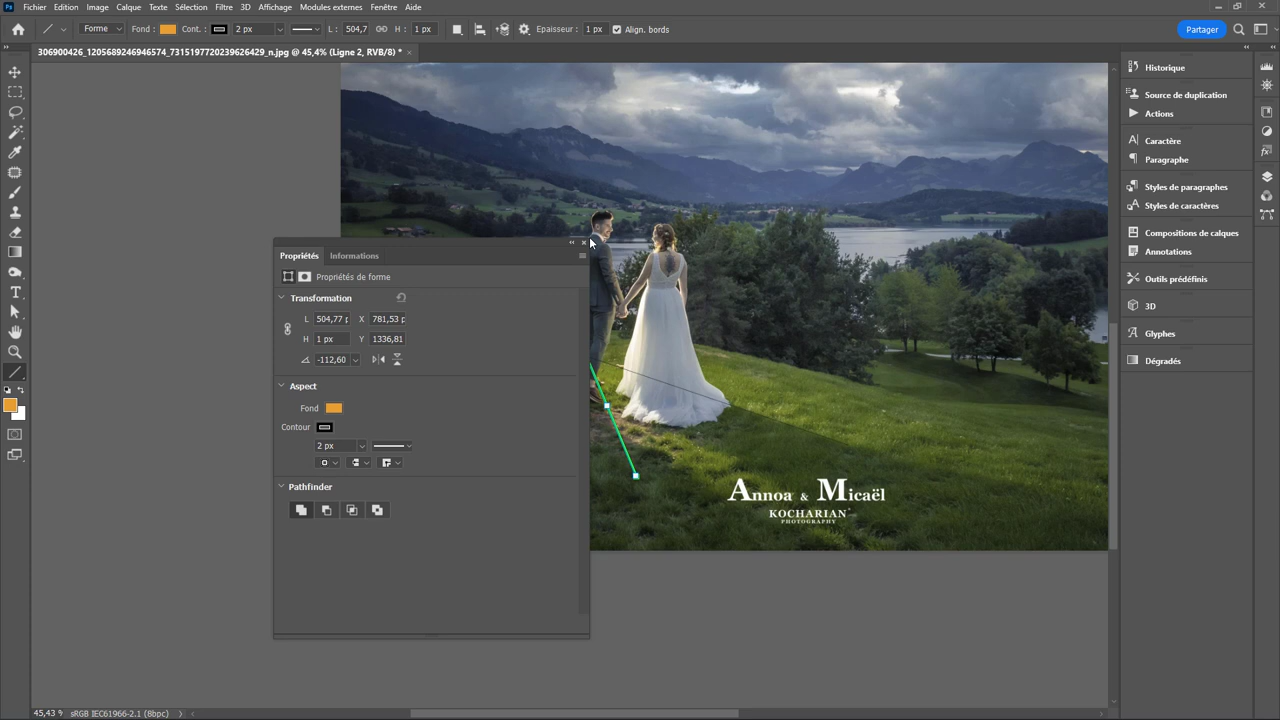 Ps Fichier Edition Image Calque Texte Sélection Filtre 3D Affichage Modules externes Fenêtre Aide
Forme Fond : Cont. : 2 px L : 504,7 H : 1 px Epaisseur : 1 px Align. bords Partager
306900426_1205689246946574_7315197720239626429_n.jpg @ 45,4% (Ligne 2, RVB/8) * ×
Historique
Source de duplication
Actions
Caractère
Paragraphe
Styles de paragraphes
Styles de caractères
Compositions de calques
Annotations
Outils prédéfinis
3D
Glyphes
Dégradés
Propriétés Informations
Propriétés de forme
Transformation
L 504,77 p X 781,53 p
H 1 px Y 1336,81
-112,60
Aspect
Fond
Contour
2 px
Pathfinder
Annoa & Micaël
KOCHARIAN
PHOTOGRAPHY
45,43 % sRGB IEC61966-2.1 (8bpc)